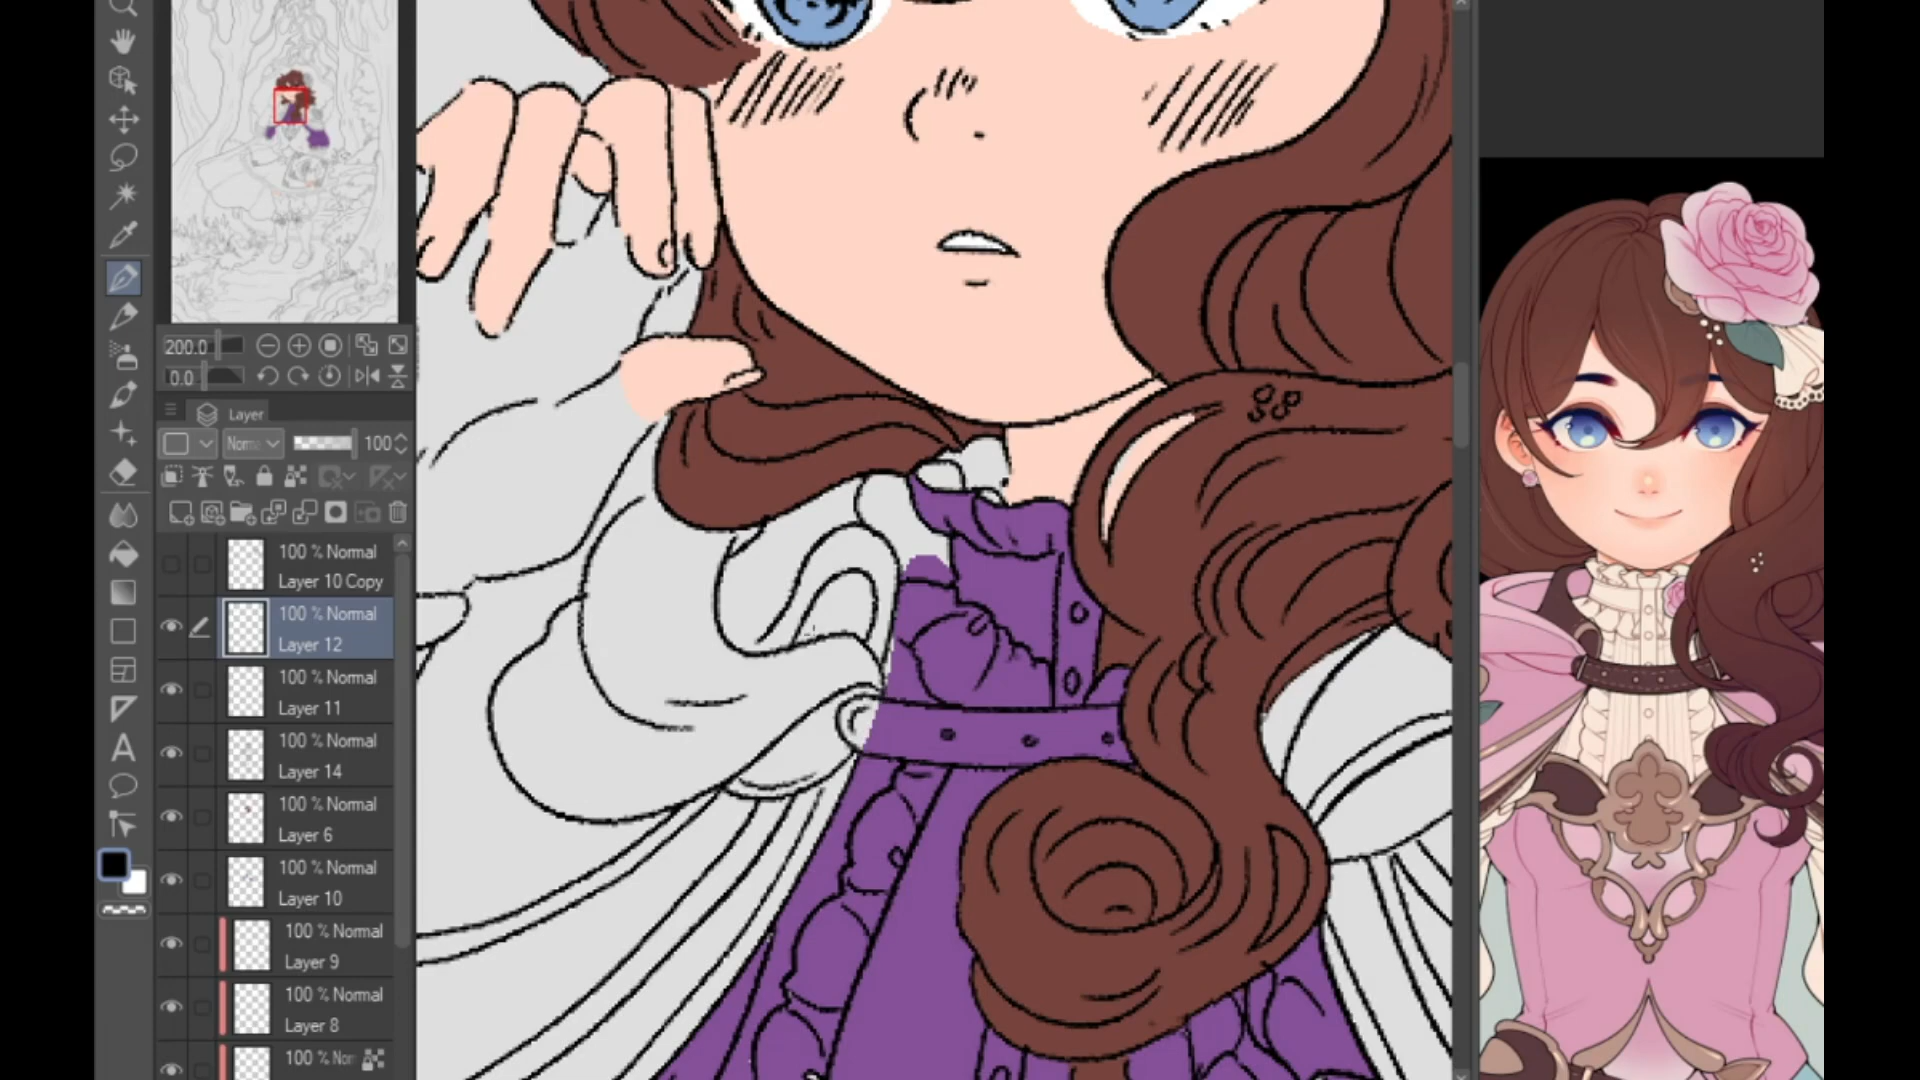 200.0
0.0
Layer
Norm 100
100 % Normal
Layer 10 Copy
100 % Normal
Layer 12
100 % Normal
Layer 11
100 % Normal
Layer 14
100 % Normal
Layer 6
100 % Normal
Layer 10
100 % Normal
Layer 9
100 % Normal
Layer 8
100 % Nor